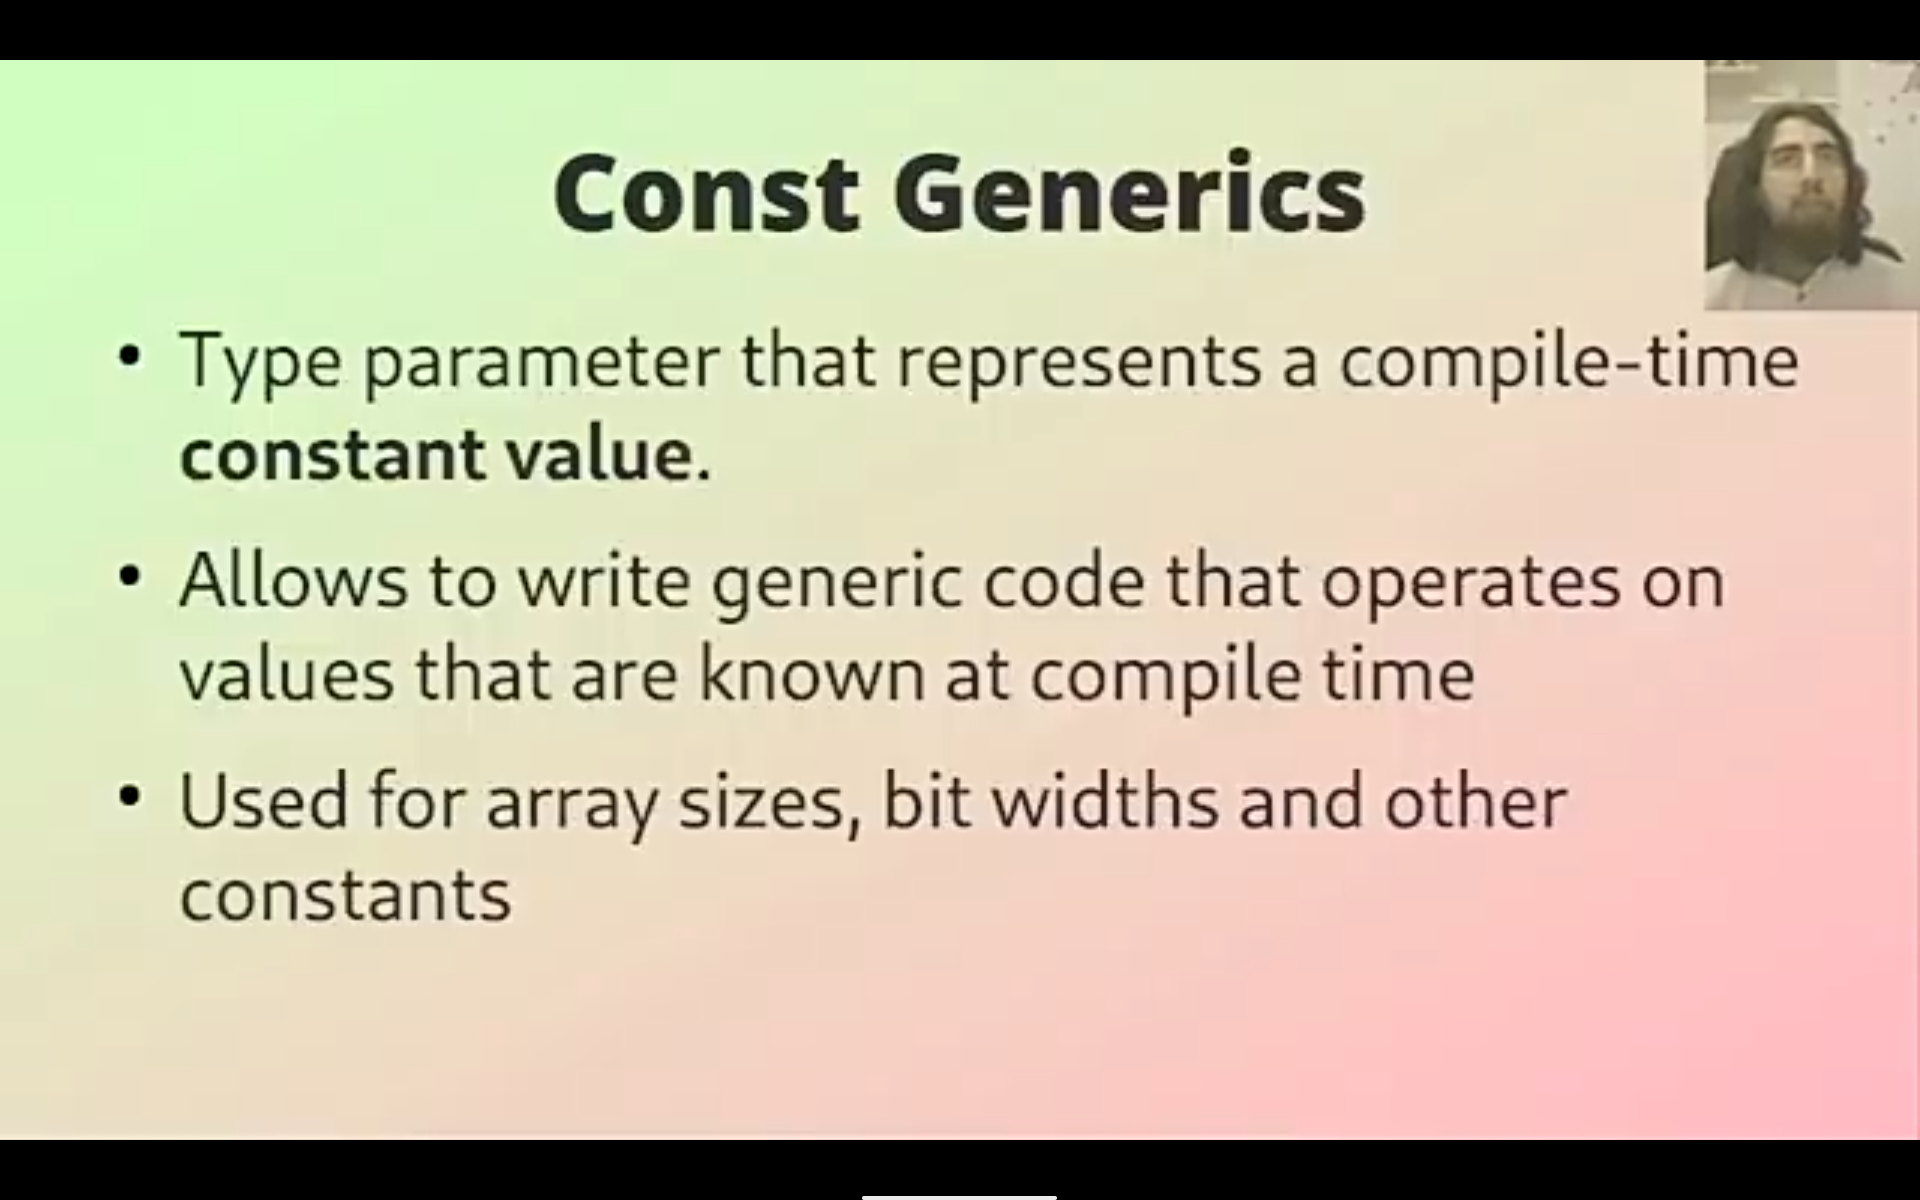 Const Generics
• Type parameter that represents a compile-time
constant value.
• Allows to write generic code that operates on
values that are known at compile time
• Used for array sizes, bit widths and other
constants